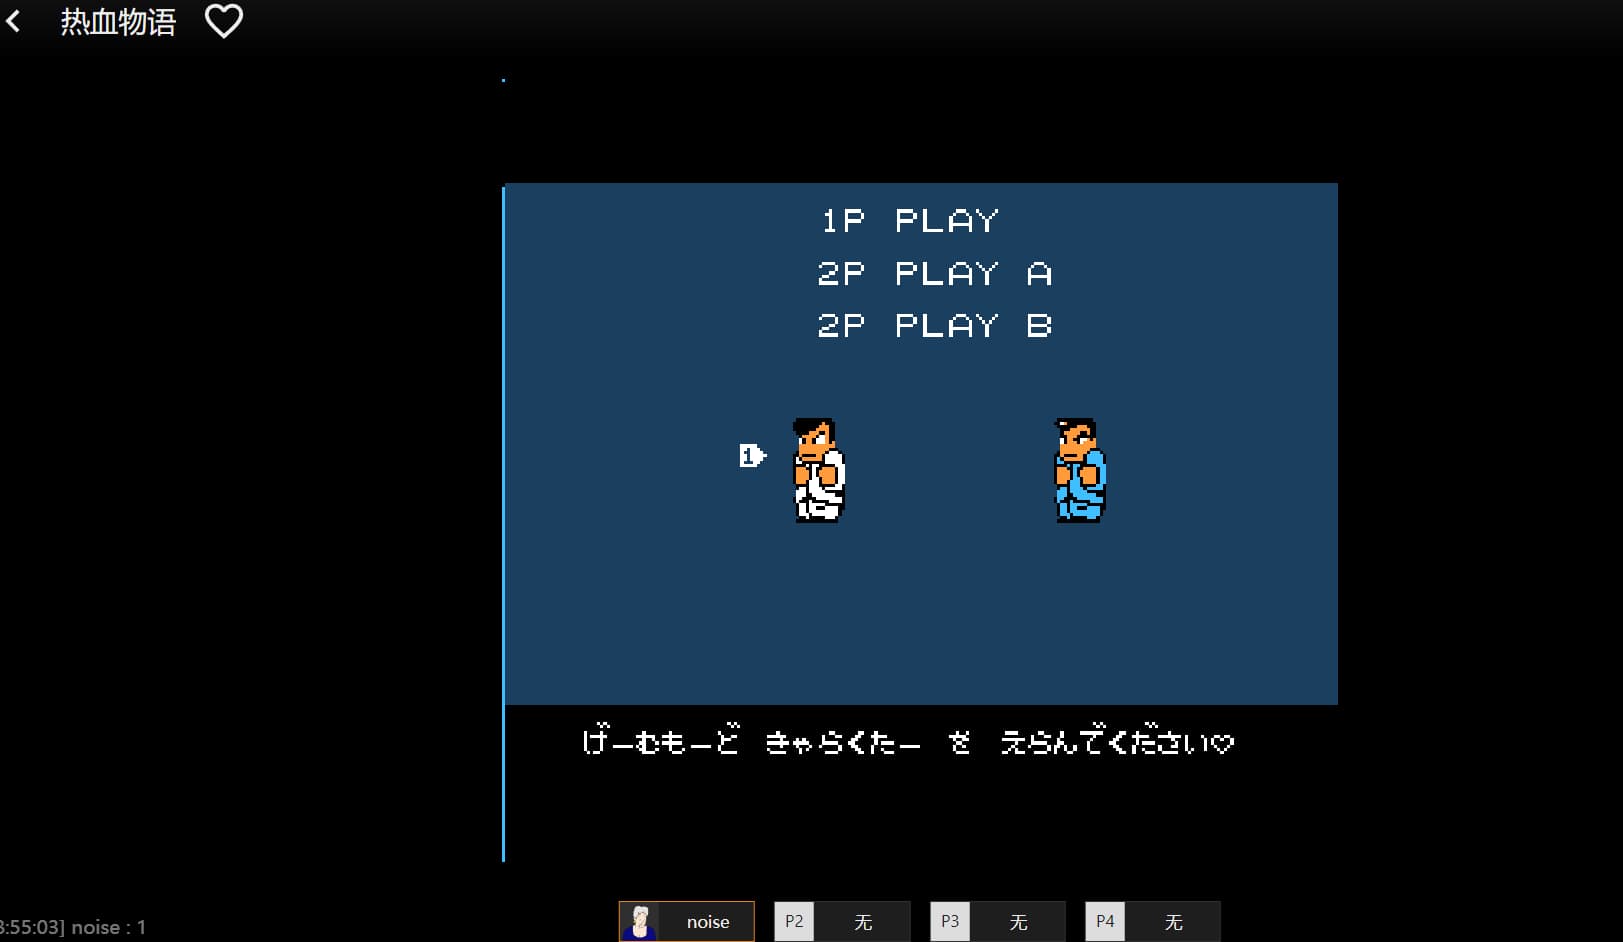 热血物语
1P PLAY
2P PLAY A
2P PLAY B
1
げーむもーど きゃらくたー を えらんでください♡
8:55:03] noise : 1
noise P2 无 P3 无 P4 无